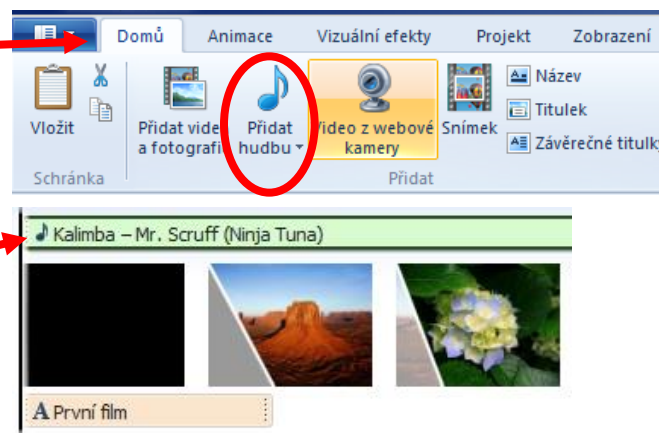 Domů Animace Vizuální efekty Projekt Zobrazení
Vložit
Přidat video
a fotografi
Přidat
hudbu
Video z webové
kamery
Snímek
Název
Titulek
Závěrečné titulky
Schránka
Přidat
Kalimba – Mr. Scruff (Ninja Tuna)
A První film